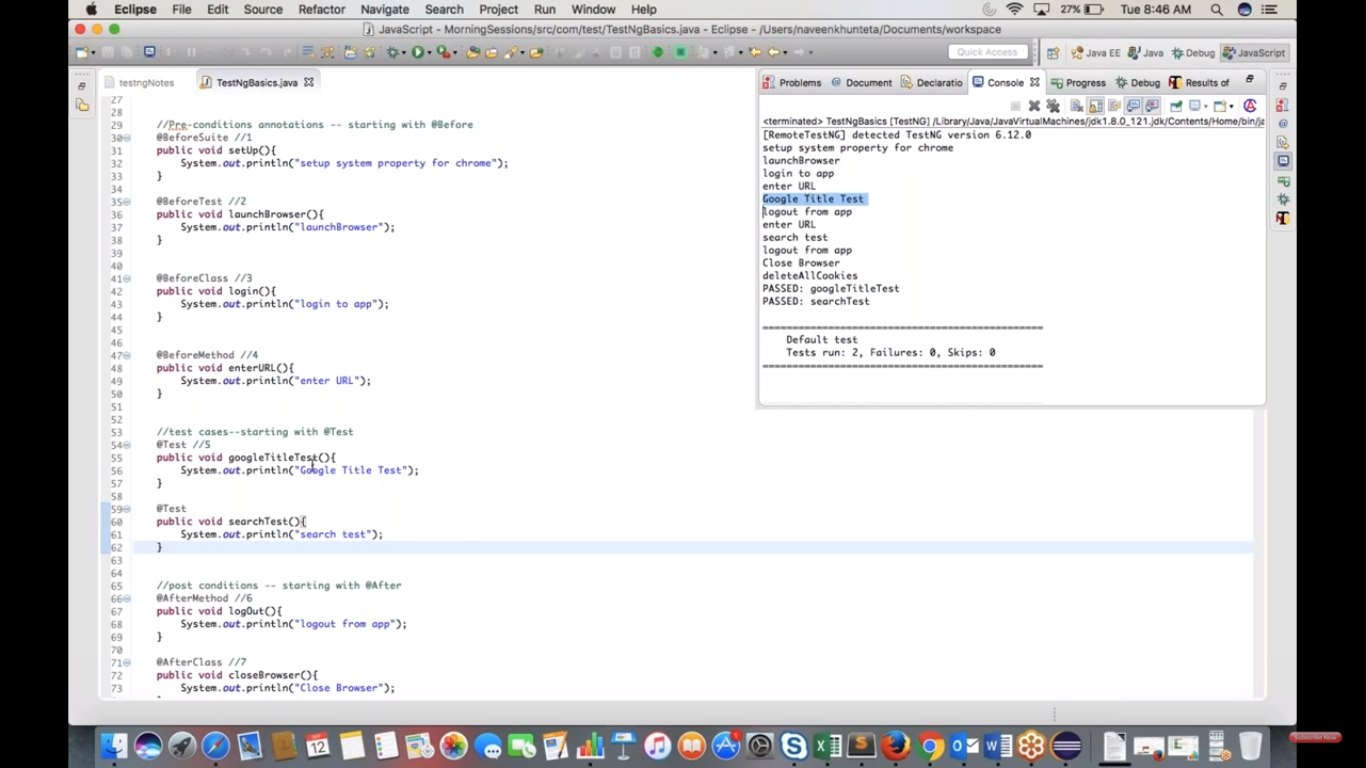 Eclipse File Edit Source Refactor Navigate Search Project Run Window Help 27% Tue 8:46 AM
JavaScript - MorningSessions/src/com/test/TestNgBasics.java - Eclipse - /Users/naveenkhunteta/Documents/workspace
Quick Access Java EE Java Debug JavaScript
testngNotes TestNgBasics.java
27
28
29 //Pre-conditions annotations -- starting with @Before
30 @BeforeSuite //1
31 public void setUp(){
32 System.out.println("setup system property for chrome");
33 }
34
35 @BeforeTest //2
36 public void launchBrowser(){
37 System.out.println("launchBrowser");
38 }
39
40
41 @BeforeClass //3
42 public void login(){
43 System.out.println("login to app");
44 }
45
46
47 @BeforeMethod //4
48 public void enterURL(){
49 System.out.println("enter URL");
50 }
51
52
53 //test cases--starting with @Test
54 @Test //5
55 public void googleTitleTest(){
56 System.out.println("Google Title Test");
57 }
58
59 @Test
60 public void searchTest(){
61 System.out.println("search test");
62 }
63
64
65 //post conditions -- starting with @After
66 @AfterMethod //6
67 public void logOut(){
68 System.out.println("logout from app");
69 }
70
71 @AfterClass //7
72 public void closeBrowser(){
73 System.out.println("Close Browser");
Problems Document Declaratio Console Progress Debug Results of
<terminated> TestNgBasics [TestNG] /Library/Java/JavaVirtualMachines/jdk1.8.0_121.jdk/Contents/Home/bin/ja
[RemoteTestNG] detected TestNG version 6.12.0
setup system property for chrome
launchBrowser
login to app
enter URL
Google Title Test
logout from app
enter URL
search test
logout from app
Close Browser
deleteAllCookies
PASSED: googleTitleTest
PASSED: searchTest
===============================================
Default test
Tests run: 2, Failures: 0, Skips: 0
===============================================
SEP
12
Subscribe Now